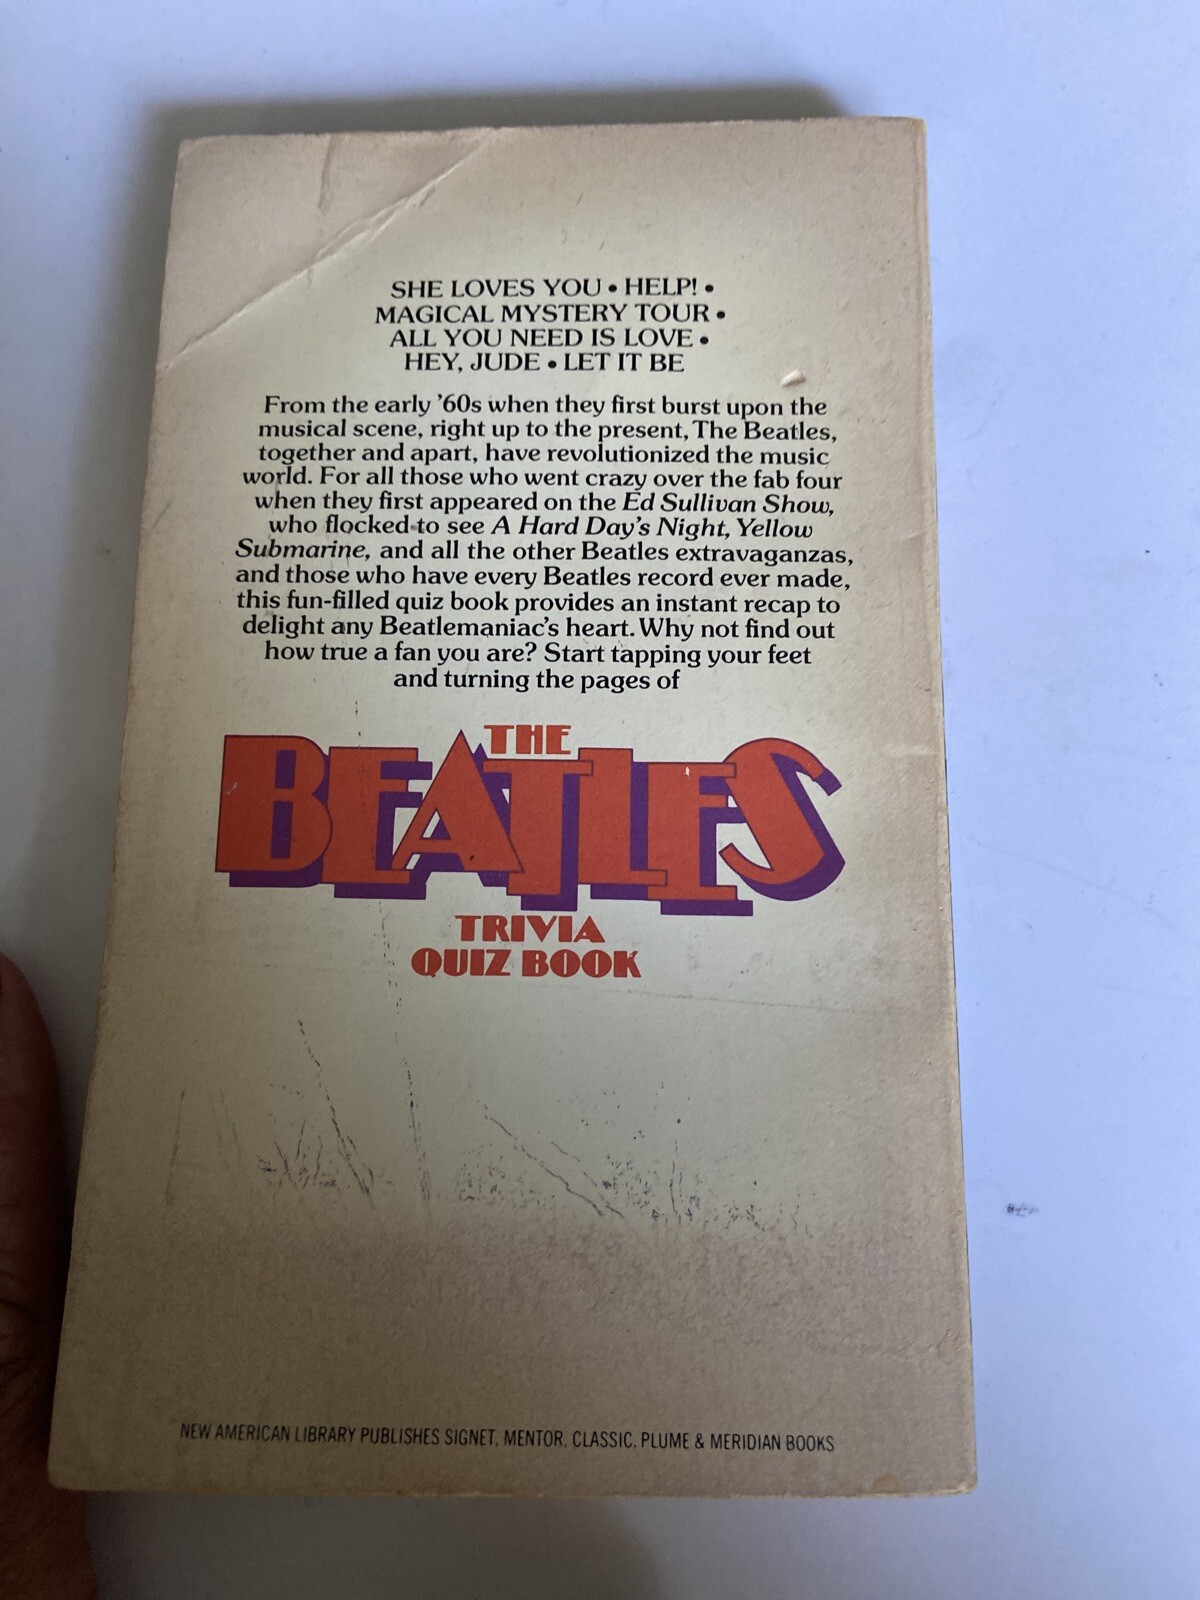 SHE LOVES YOU • HELP! •
MAGICAL MYSTERY TOUR •
ALL YOU NEED IS LOVE •
HEY, JUDE • LET IT BE
From the early '60s when they first burst upon the
musical scene, right up to the present, The Beatles,
together and apart, have revolutionized the music
world. For all those who went crazy over the fab four
when they first appeared on the Ed Sullivan Show,
who flocked to see A Hard Day's Night, Yellow
Submarine, and all the other Beatles extravaganzas,
and those who have every Beatles record ever made,
this fun-filled quiz book provides an instant recap to
delight any Beatlemaniac's heart. Why not find out
how true a fan you are? Start tapping your feet
and turning the pages of
THE
BEATLES
TRIVIA
QUIZ BOOK
NEW AMERICAN LIBRARY PUBLISHES SIGNET, MENTOR, CLASSIC, PLUME & MERIDIAN BOOKS